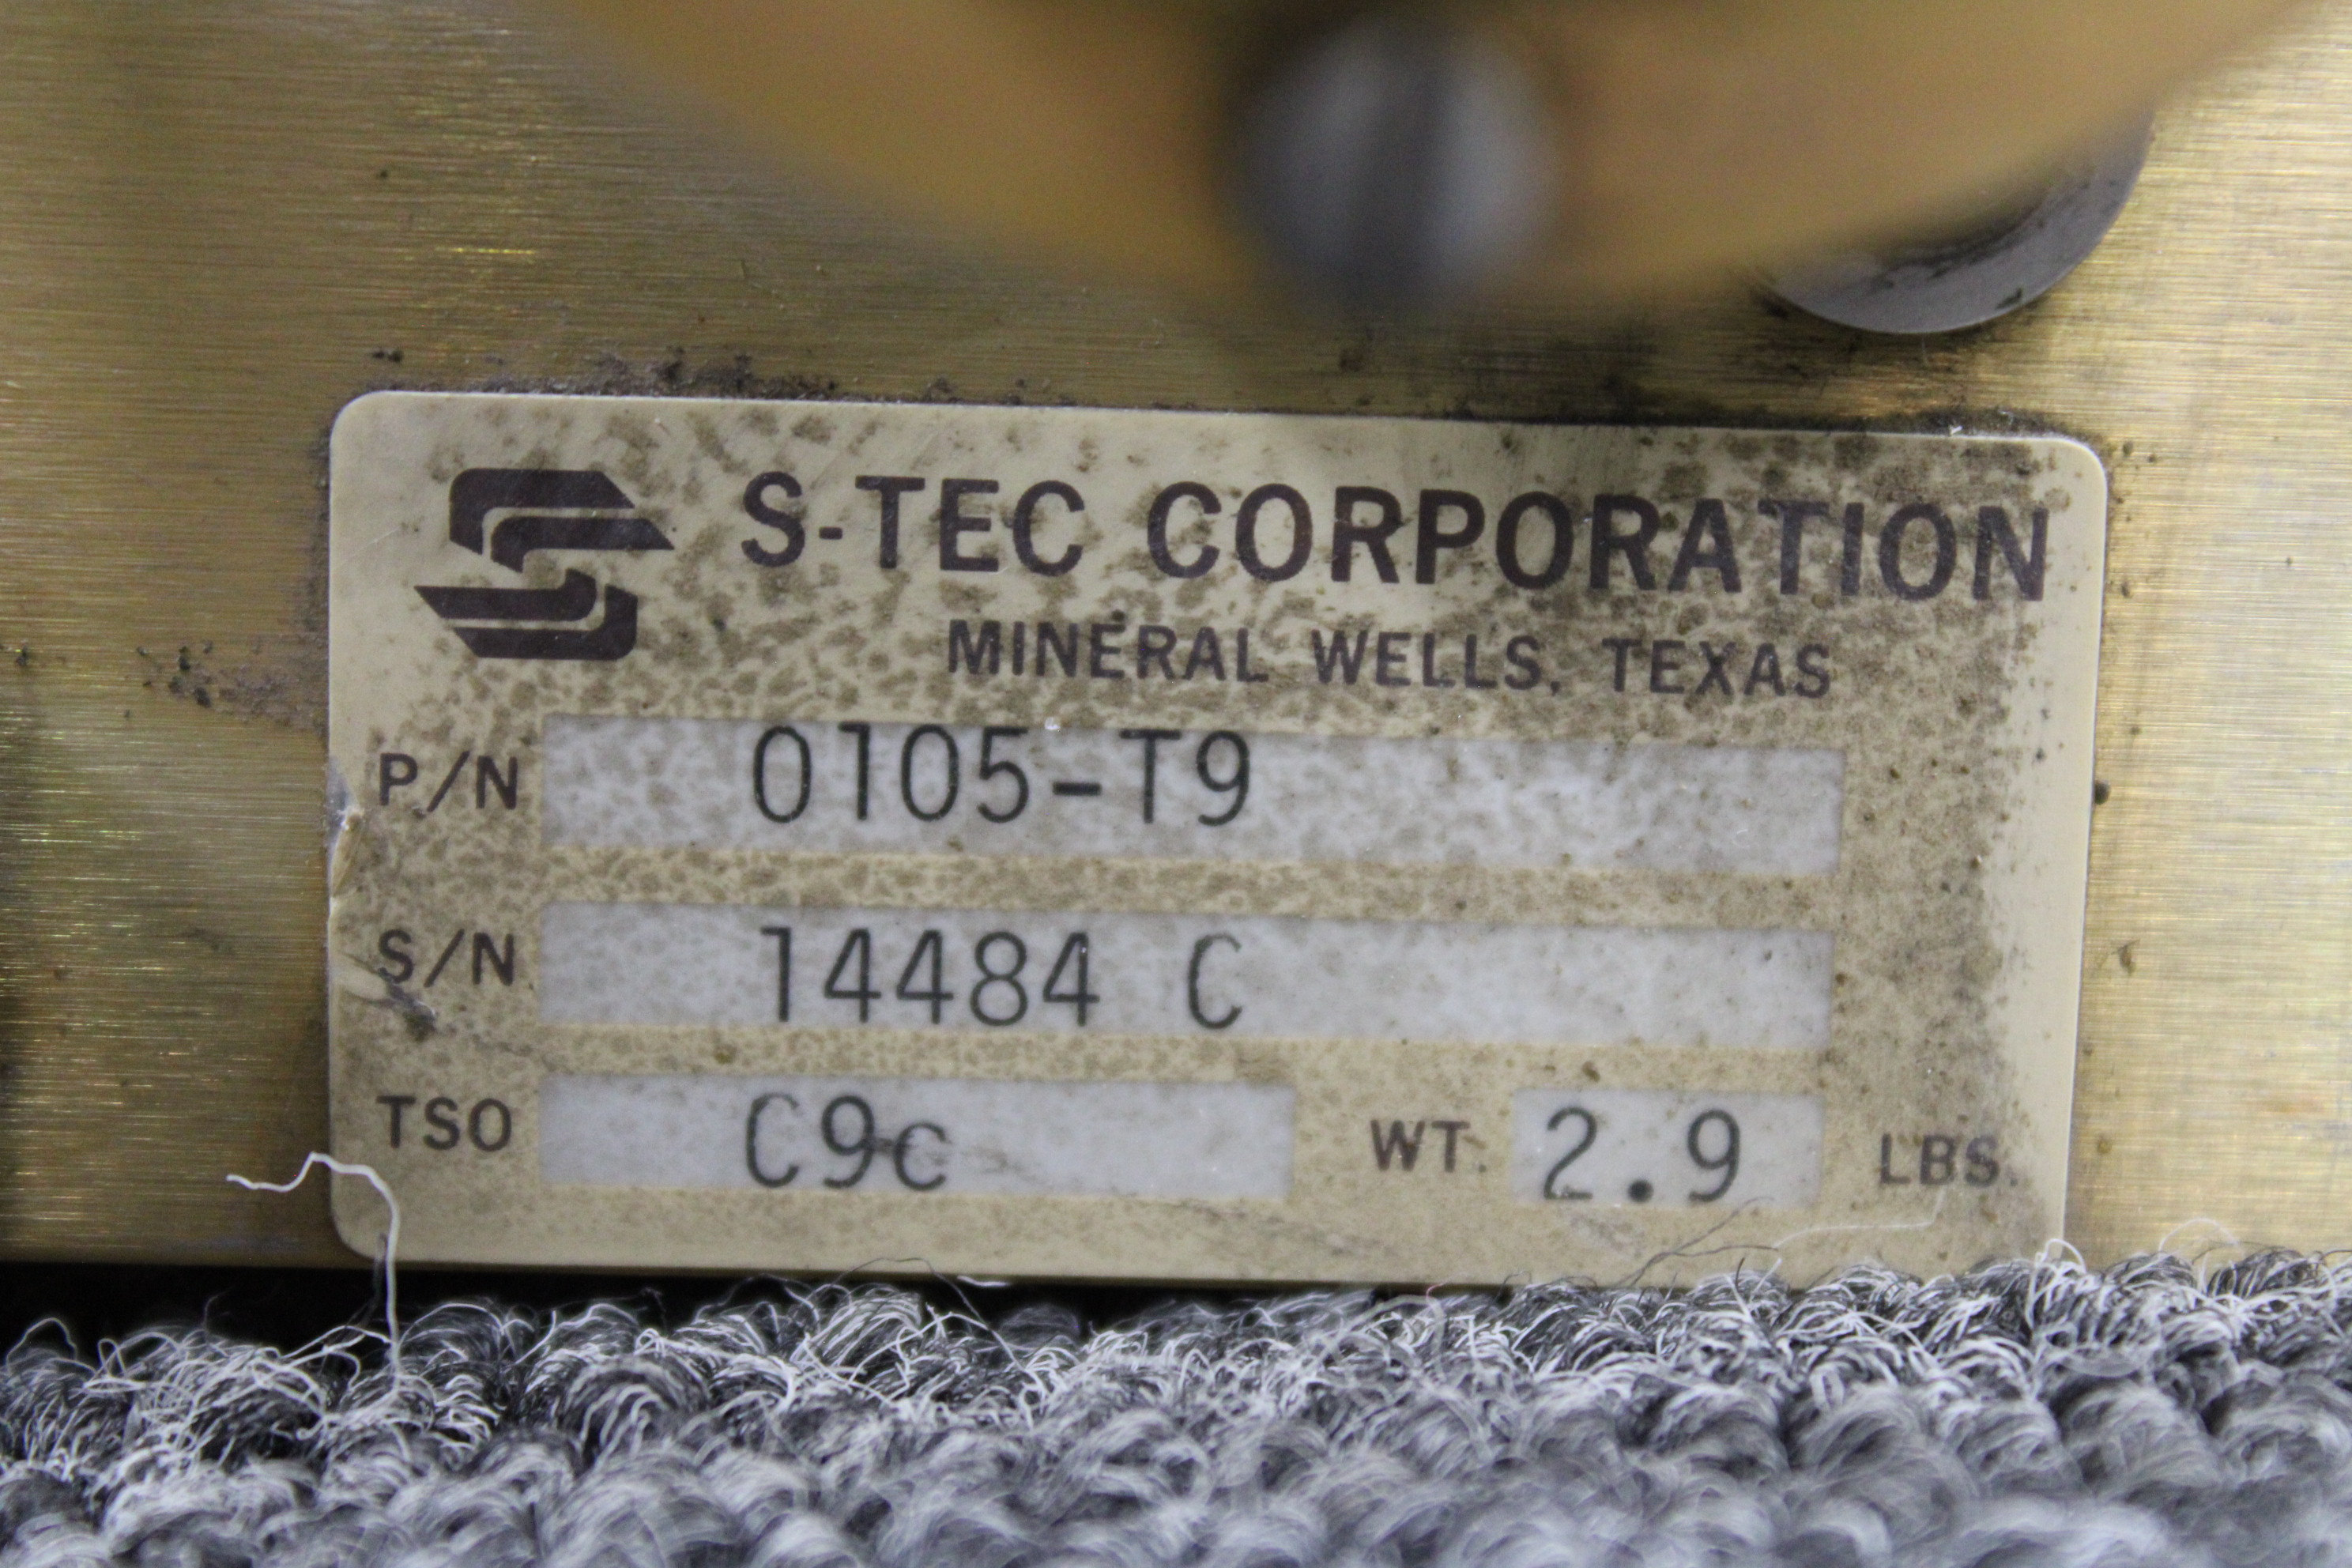 S-TEC CORPORATION
MINERAL WELLS, TEXAS
P/N 0105-T9
S/N 14484 C
TSO C9c WT. 2.9 LBS.